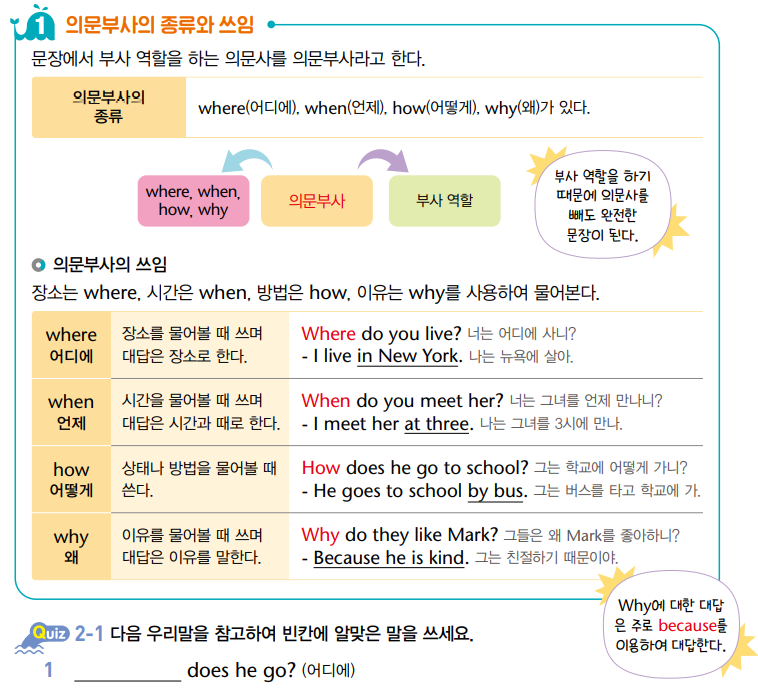 1 의문부사의 종류와 쓰임
문장에서 부사 역할을 하는 의문사를 의문부사라고 한다.
의문부사의
종류
where(어디에), when(언제), how(어떻게), why(왜)가 있다.
where, when,
how, why
의문부사
부사 역할
부사 역할을 하기
때문에 의문사를
빼도 완전한
문장이 된다.
의문부사의 쓰임
장소는 where, 시간은 when, 방법은 how, 이유는 why를 사용하여 물어본다.
where
어디에
장소를 물어볼 때 쓰며
대답은 장소로 한다.
Where do you live? 너는 어디에 사니?
- I live in New York. 나는 뉴욕에 살아.
when
언제
시간을 물어볼 때 쓰며
대답은 시간과 때로 한다.
When do you meet her? 너는 그녀를 언제 만나니?
- I meet her at three. 나는 그녀를 3시에 만나.
how
어떻게
상태나 방법을 물어볼 때
쓴다.
How does he go to school? 그는 학교에 어떻게 가니?
- He goes to school by bus. 그는 버스를 타고 학교에 가.
why
왜
이유를 물어볼 때 쓰며
대답은 이유를 말한다.
Why do they like Mark? 그들은 왜 Mark를 좋아하니?
- Because he is kind. 그는 친절하기 때문이야.
Why에 대한 대답
은 주로 because를
이용하여 대답한다.
Quiz 2-1 다음 우리말을 참고하여 빈칸에 알맞은 말을 쓰세요.
1 ___________ does he go? (어디에)